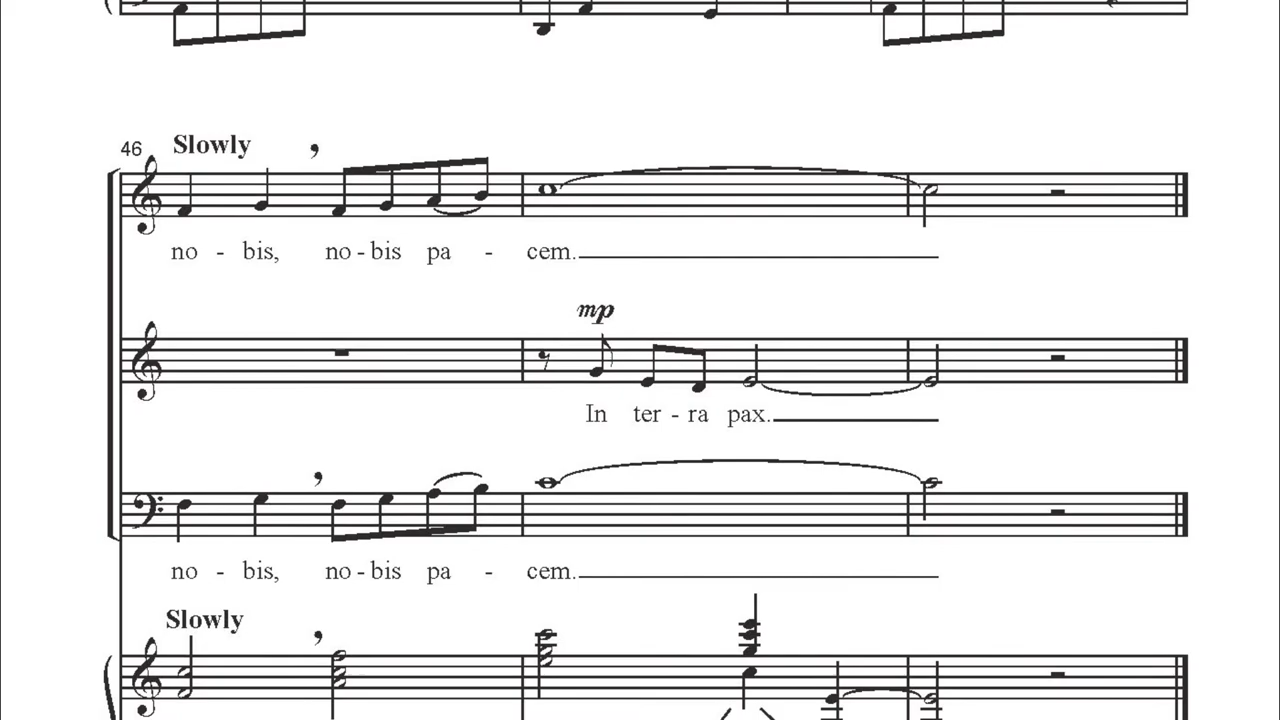 46 Slowly
no - bis, no - bis pa - cem.
mp
In ter - ra pax.
no - bis, no - bis pa - cem.
Slowly